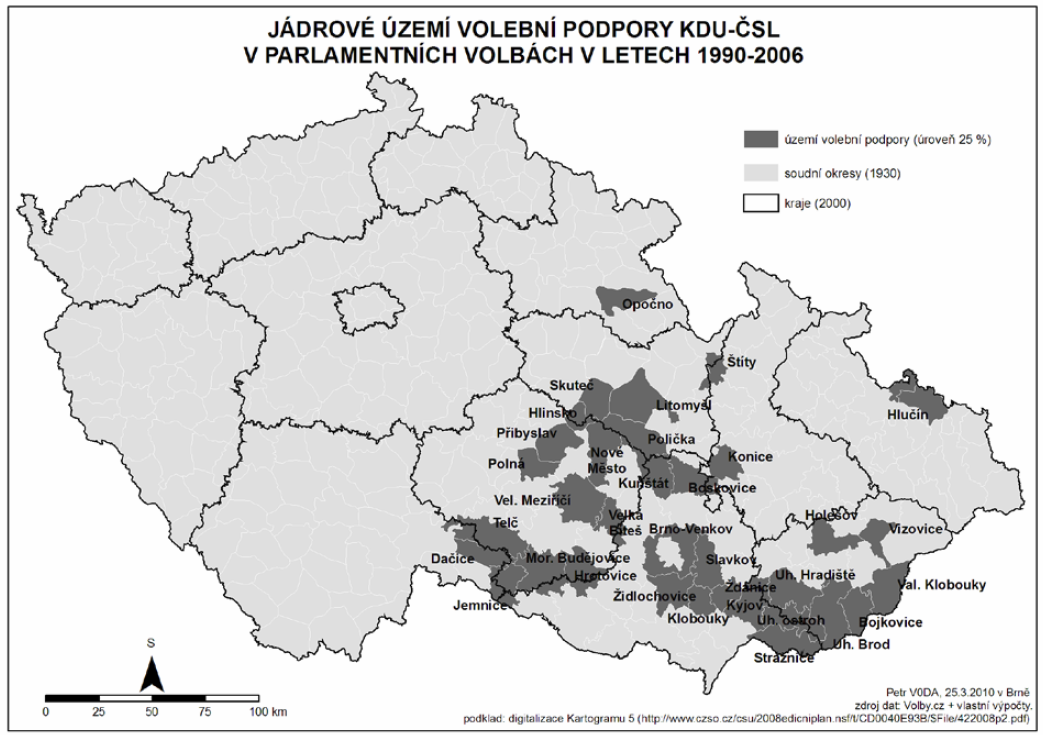 JÁDROVÉ ÚZEMÍ VOLEBNÍ PODPORY KDU-ČSL
V PARLAMENTNÍCH VOLBÁCH V LETECH 1990-2006
území volební podpory (úroveň 25 %)
soudní okresy (1930)
kraje (2000)
Opočno
Štíty
Skuteč
Hlučín
Litomyšl
Hlinsko
Přibyslav
Polička
Nové
Město
Konice
Polná
Kunštát
Boskovice
Vel. Meziříčí
Velká
Biteš
Holešov
Telč
Brno-Venkov
Vizovice
Dačice
Mor. Budějovice
Slavkov
Hrotovice
Uh. Hradiště
Ždánice
Val. Klobouky
Židlochovice
Jemnice
Kyjov
Klobouky
Uh. ostroh
Bojkovice
Uh. Brod
Strážnice
S
0 25 50 75 100 km
Petr V0DA, 25.3.2010 v Brně
zdroj dat: Volby.cz + vlastní výpočty.
podklad: digitalizace Kartogramu 5 (http://www.czso.cz/csu/2008edicniplan.nsf/t/CD0040E93B/$File/422008p2.pdf)